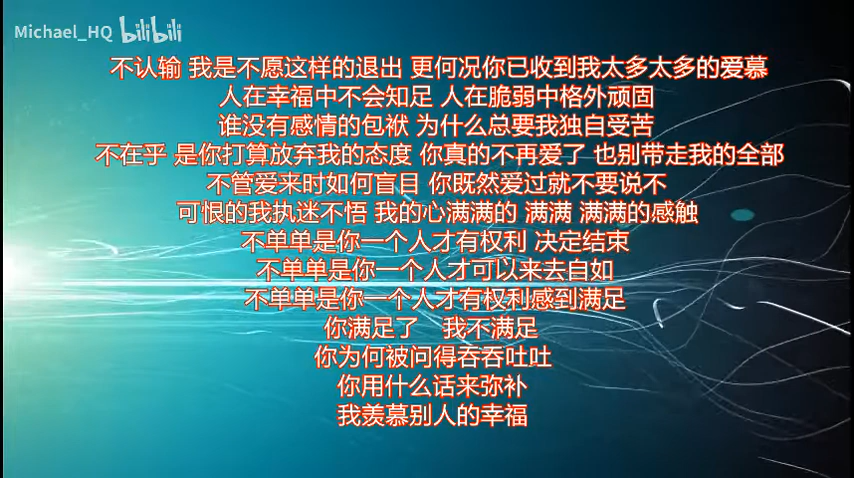 Michael_HQ bilibili
不认输 我是不愿这样的退出 更何况你已收到我太多太多的爱慕
人在幸福中不会知足 人在脆弱中格外顽固
谁没有感情的包袱 为什么总要我独自受苦
不在乎 是你打算放弃我的态度 你真的不再爱了 也别带走我的全部
不管爱来时如何盲目 你既然爱过就不要说不
可恨的我执迷不悟 我的心满满的 满满 满满的感触
不单单是你一个人才有权利 决定结束
不单单是你一个人才可以来去自如
不单单是你一个人才有权利感到满足
你满足了 我不满足
你为何被问得吞吞吐吐
你用什么话来弥补
我羡慕别人的幸福